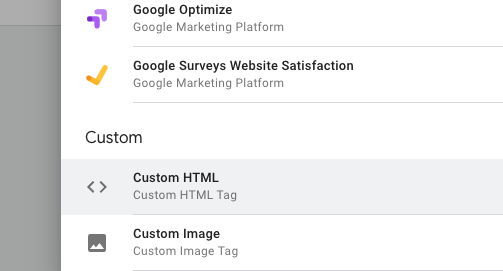 Google Optimize
Google Marketing Platform
Google Surveys Website Satisfaction
Google Marketing Platform
Custom
Custom HTML
Custom HTML Tag
Custom Image
Custom Image Tag